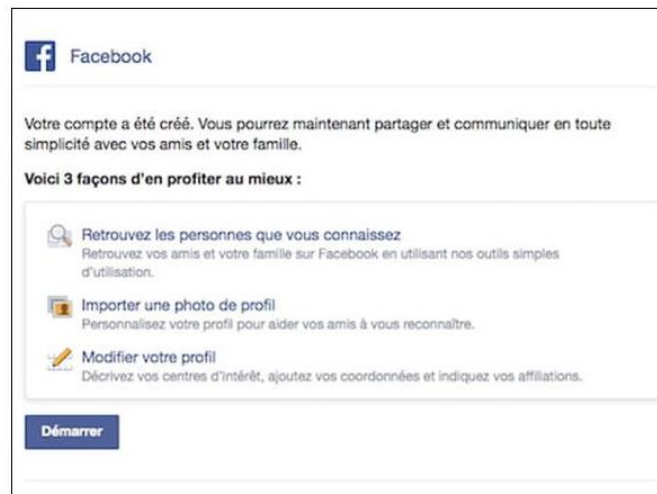 Facebook
Votre compte a été créé. Vous pourrez maintenant partager et communiquer en toute
simplicité avec vos amis et votre famille.
Voici 3 façons d'en profiter au mieux :
Retrouvez les personnes que vous connaissez
Retrouvez vos amis et votre famille sur Facebook en utilisant nos outils simples
d'utilisation.
Importer une photo de profil
Personnalisez votre profil pour aider vos amis à vous reconnaître.
Modifier votre profil
Décrivez vos centres d'intérêt, ajoutez vos coordonnées et indiquez vos affiliations.
Démarrer